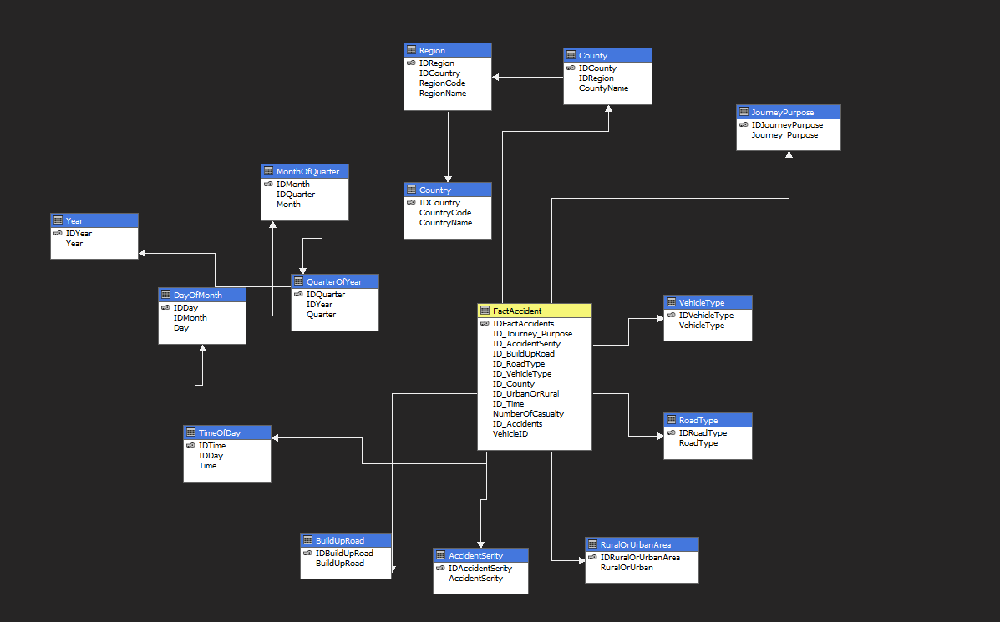 Region
IDRegion
IDCountry
RegionCode
RegionName
County
IDCounty
IDRegion
CountyName
JourneyPurpose
IDJourneyPurpose
Journey_Purpose
MonthOfQuarter
IDMonth
IDQuarter
Month
Country
IDCountry
CountryCode
CountryName
Year
IDYear
Year
QuarterOfYear
IDQuarter
IDYear
Quarter
DayOfMonth
IDDay
IDMonth
Day
FactAccident
IDFactAccidents
ID_Journey_Purpose
ID_AccidentSerity
ID_BuildUpRoad
ID_RoadType
ID_VehicleType
ID_County
ID_UrbanOrRural
ID_Time
NumberOfCasualty
ID_Accidents
VehicleID
VehicleType
IDVehicleType
VehicleType
RoadType
IDRoadType
RoadType
TimeOfDay
IDTime
IDDay
Time
BuildUpRoad
IDBuildUpRoad
BuildUpRoad
AccidentSerity
IDAccidentSerity
AccidentSerity
RuralOrUrbanArea
IDRuralOrUrbanArea
RuralOrUrban